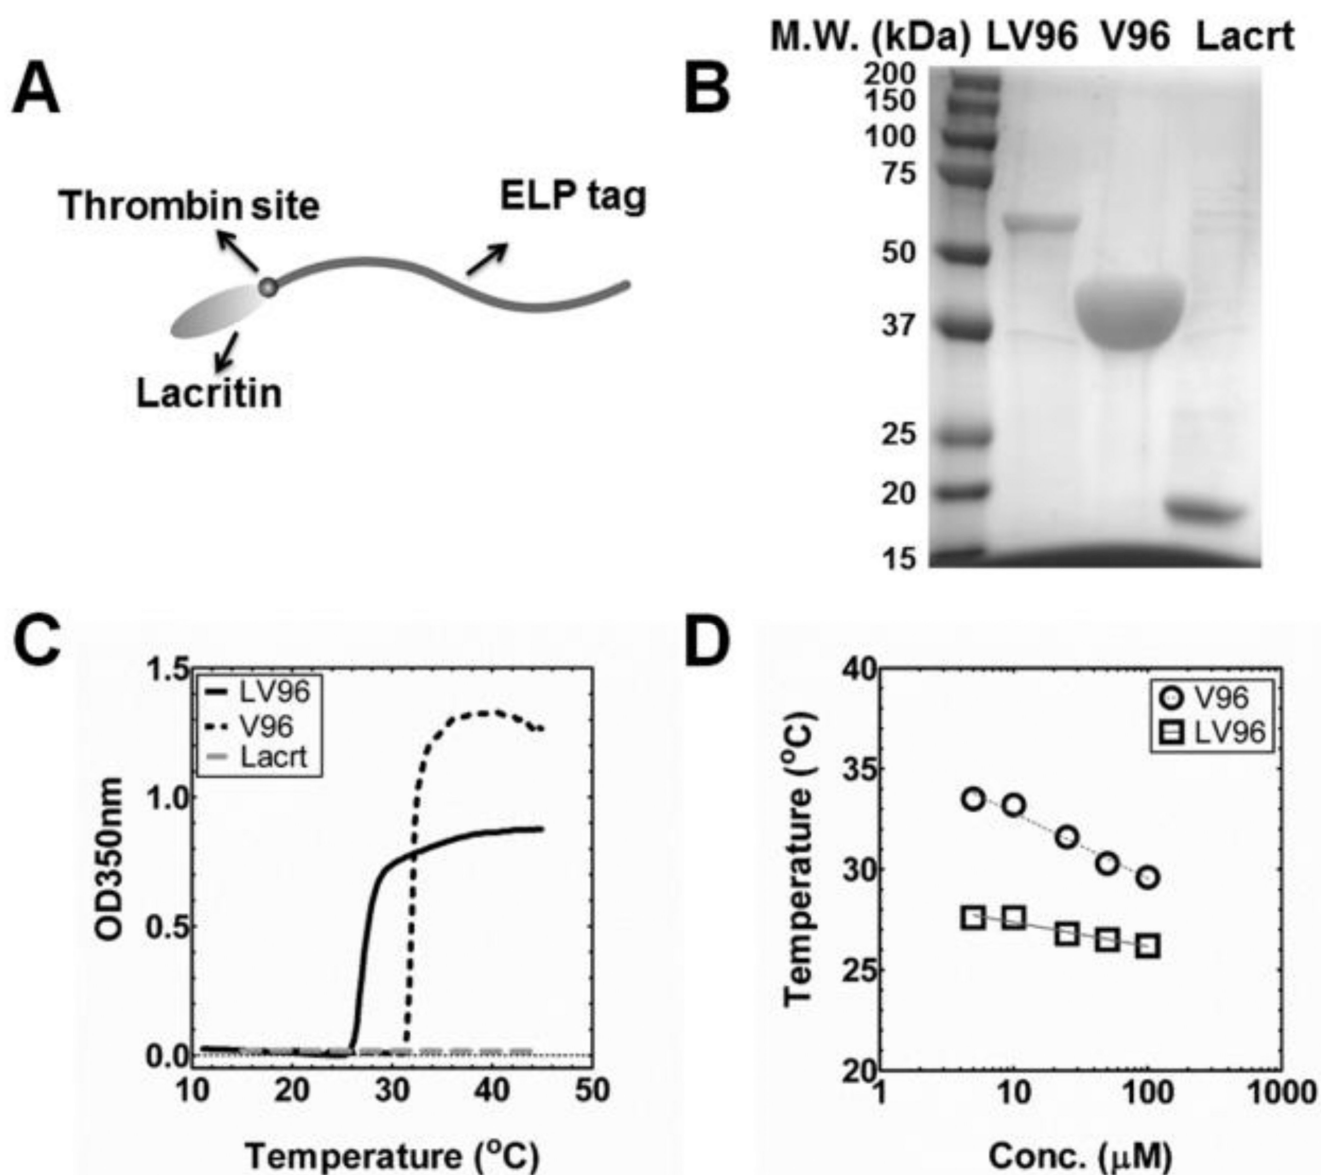 A
Thrombin site
ELP tag
Lacritin
B
M.W. (kDa) LV96 V96 Lacrt
200
150
100
75
50
37
25
20
15
C
1.5
1.0
0.5
0.0
OD350nm
LV96
V96
Lacrt
10 20 30 40 50
Temperature (°C)
D
40
35
30
25
20
Temperature (°C)
V96
LV96
1 10 100 1000
Conc. (μM)